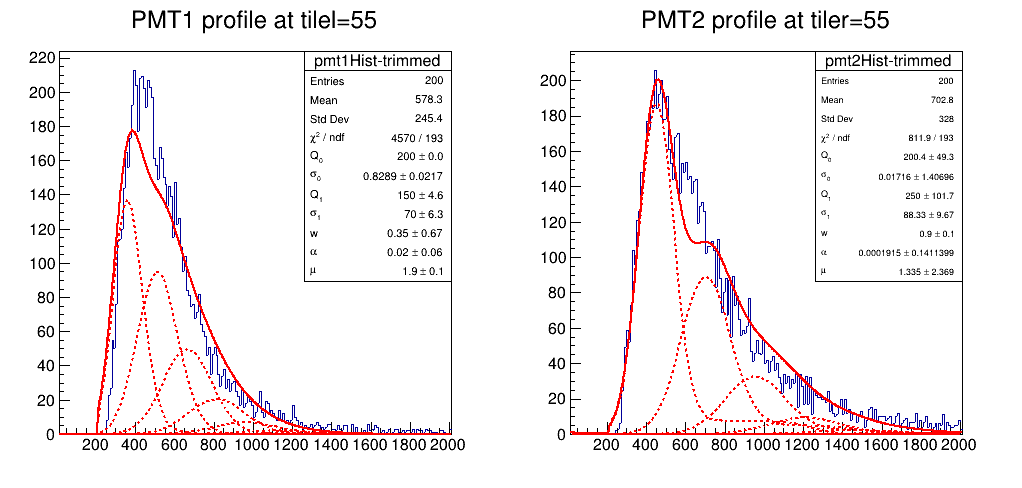 PMT1 profile at tilel=55
pmt1Hist-trimmed
Entries 200
Mean 578.3
Std Dev 245.4
χ² / ndf 4570 / 193
Q₀ 200 ± 0.0
σ₀ 0.8289 ± 0.0217
Q₁ 150 ± 4.6
σ₁ 70 ± 6.3
w 0.35 ± 0.67
α 0.02 ± 0.06
μ 1.9 ± 0.1
220
200
180
160
140
120
100
80
60
40
20
0
200 400 600 800 1000 1200 1400 1600 1800 2000
PMT2 profile at tiler=55
pmt2Hist-trimmed
Entries 200
Mean 702.8
Std Dev 328
χ² / ndf 811.9 / 193
Q₀ 200.4 ± 49.3
σ₀ 0.01716 ± 1.40696
Q₁ 250 ± 101.7
σ₁ 88.33 ± 9.67
w 0.9 ± 0.1
α 0.0001915 ± 0.1411399
μ 1.335 ± 2.369
200
180
160
140
120
100
80
60
40
20
0
200 400 600 800 1000 1200 1400 1600 1800 2000